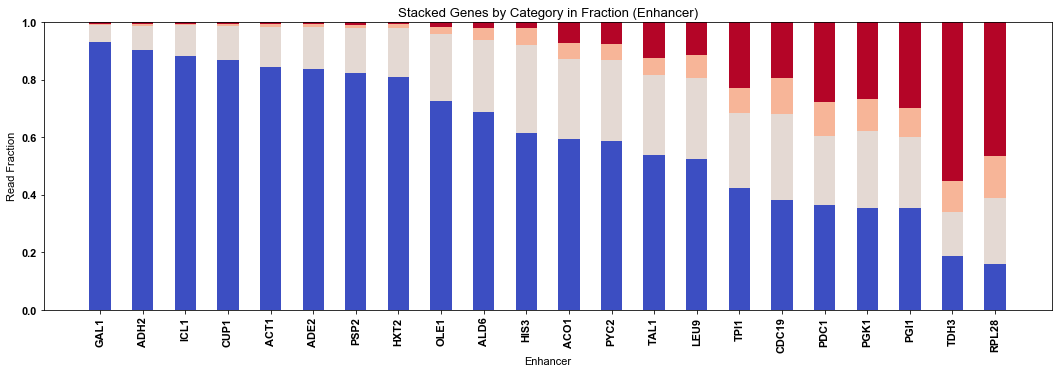 Stacked Genes by Category in Fraction (Enhancer)
Read Fraction
1.0
0.8
0.6
0.4
0.2
0.0
GAL1 ADH2 ICL1 CUP1 ACT1 ADE2 PSP2 HXT2 OLE1 ALD6 HIS3 ACO1 PYC2 TAL1 LEU9 TPI1 CDC19 PDC1 PGK1 PGI1 TDH3 RPL28
Enhancer